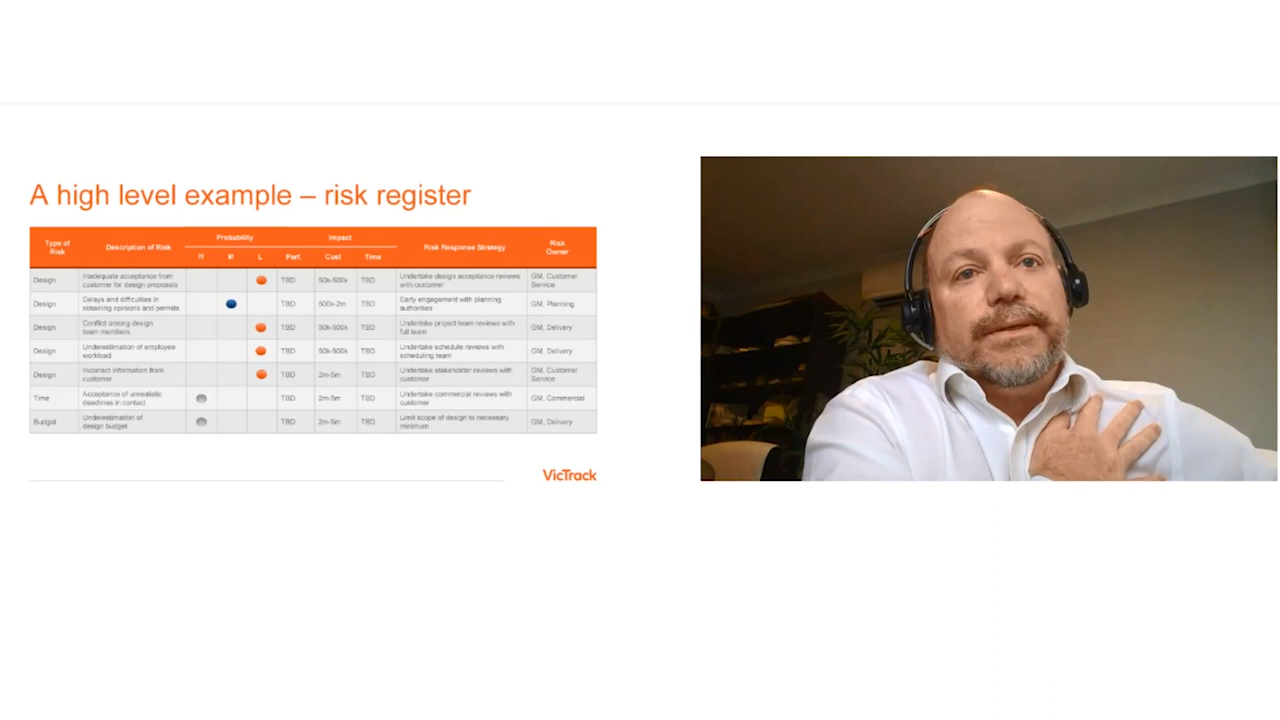 A high level example – risk register
Type of Risk Description of Risk Probability Impact Risk Response Strategy Risk Owner
H M L Perf. Cost Time
Design Inadequate acceptance from customer for design proposals TBD 50k-500k TBD Undertake design acceptance reviews with customer GM, Customer Service
Design Delays and difficulties in obtaining opinions and permits TBD 500k-2m TBD Early engagement with planning authorities GM, Planning
Design Conflict among design team members TBD 50k-500k TBD Undertake project team reviews with full team GM, Delivery
Design Underestimation of employee workload TBD 50k-500k TBD Undertake schedule reviews with scheduling team GM, Delivery
Design Incorrect information from customer TBD 2m-5m TBD Undertake stakeholder reviews with customer GM, Customer Service
Time Acceptance of unrealistic deadlines in contact TBD 2m-5m TBD Undertake commercial reviews with customer GM, Commercial
Budget Underestimation of design budget TBD 2m-5m TBD Limit scope of design to necessary minimum GM, Delivery
VicTrack